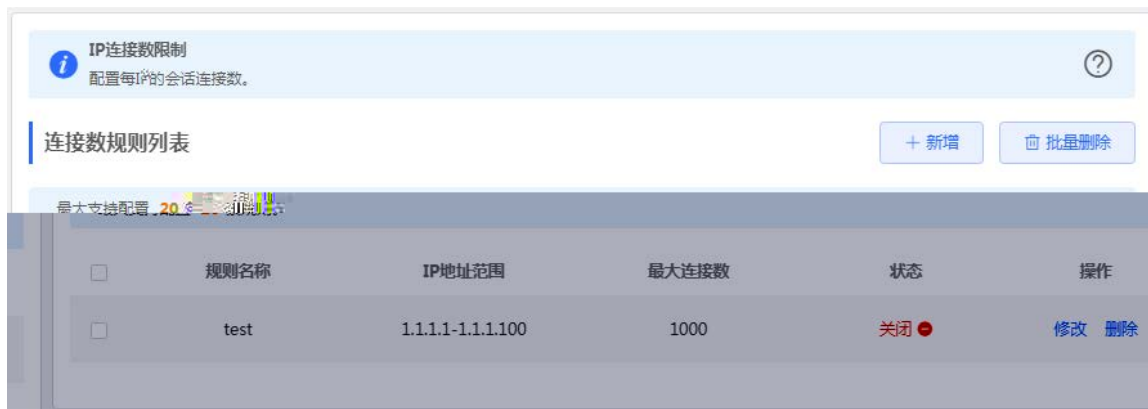 IP连接数限制
配置每IP的会话连接数。
连接数规则列表
新增 批量删除
最大支持配置 20
规则名称 IP地址范围 最大连接数 状态 操作
test 1.1.1.1-1.1.1.100 1000 关闭 修改 删除